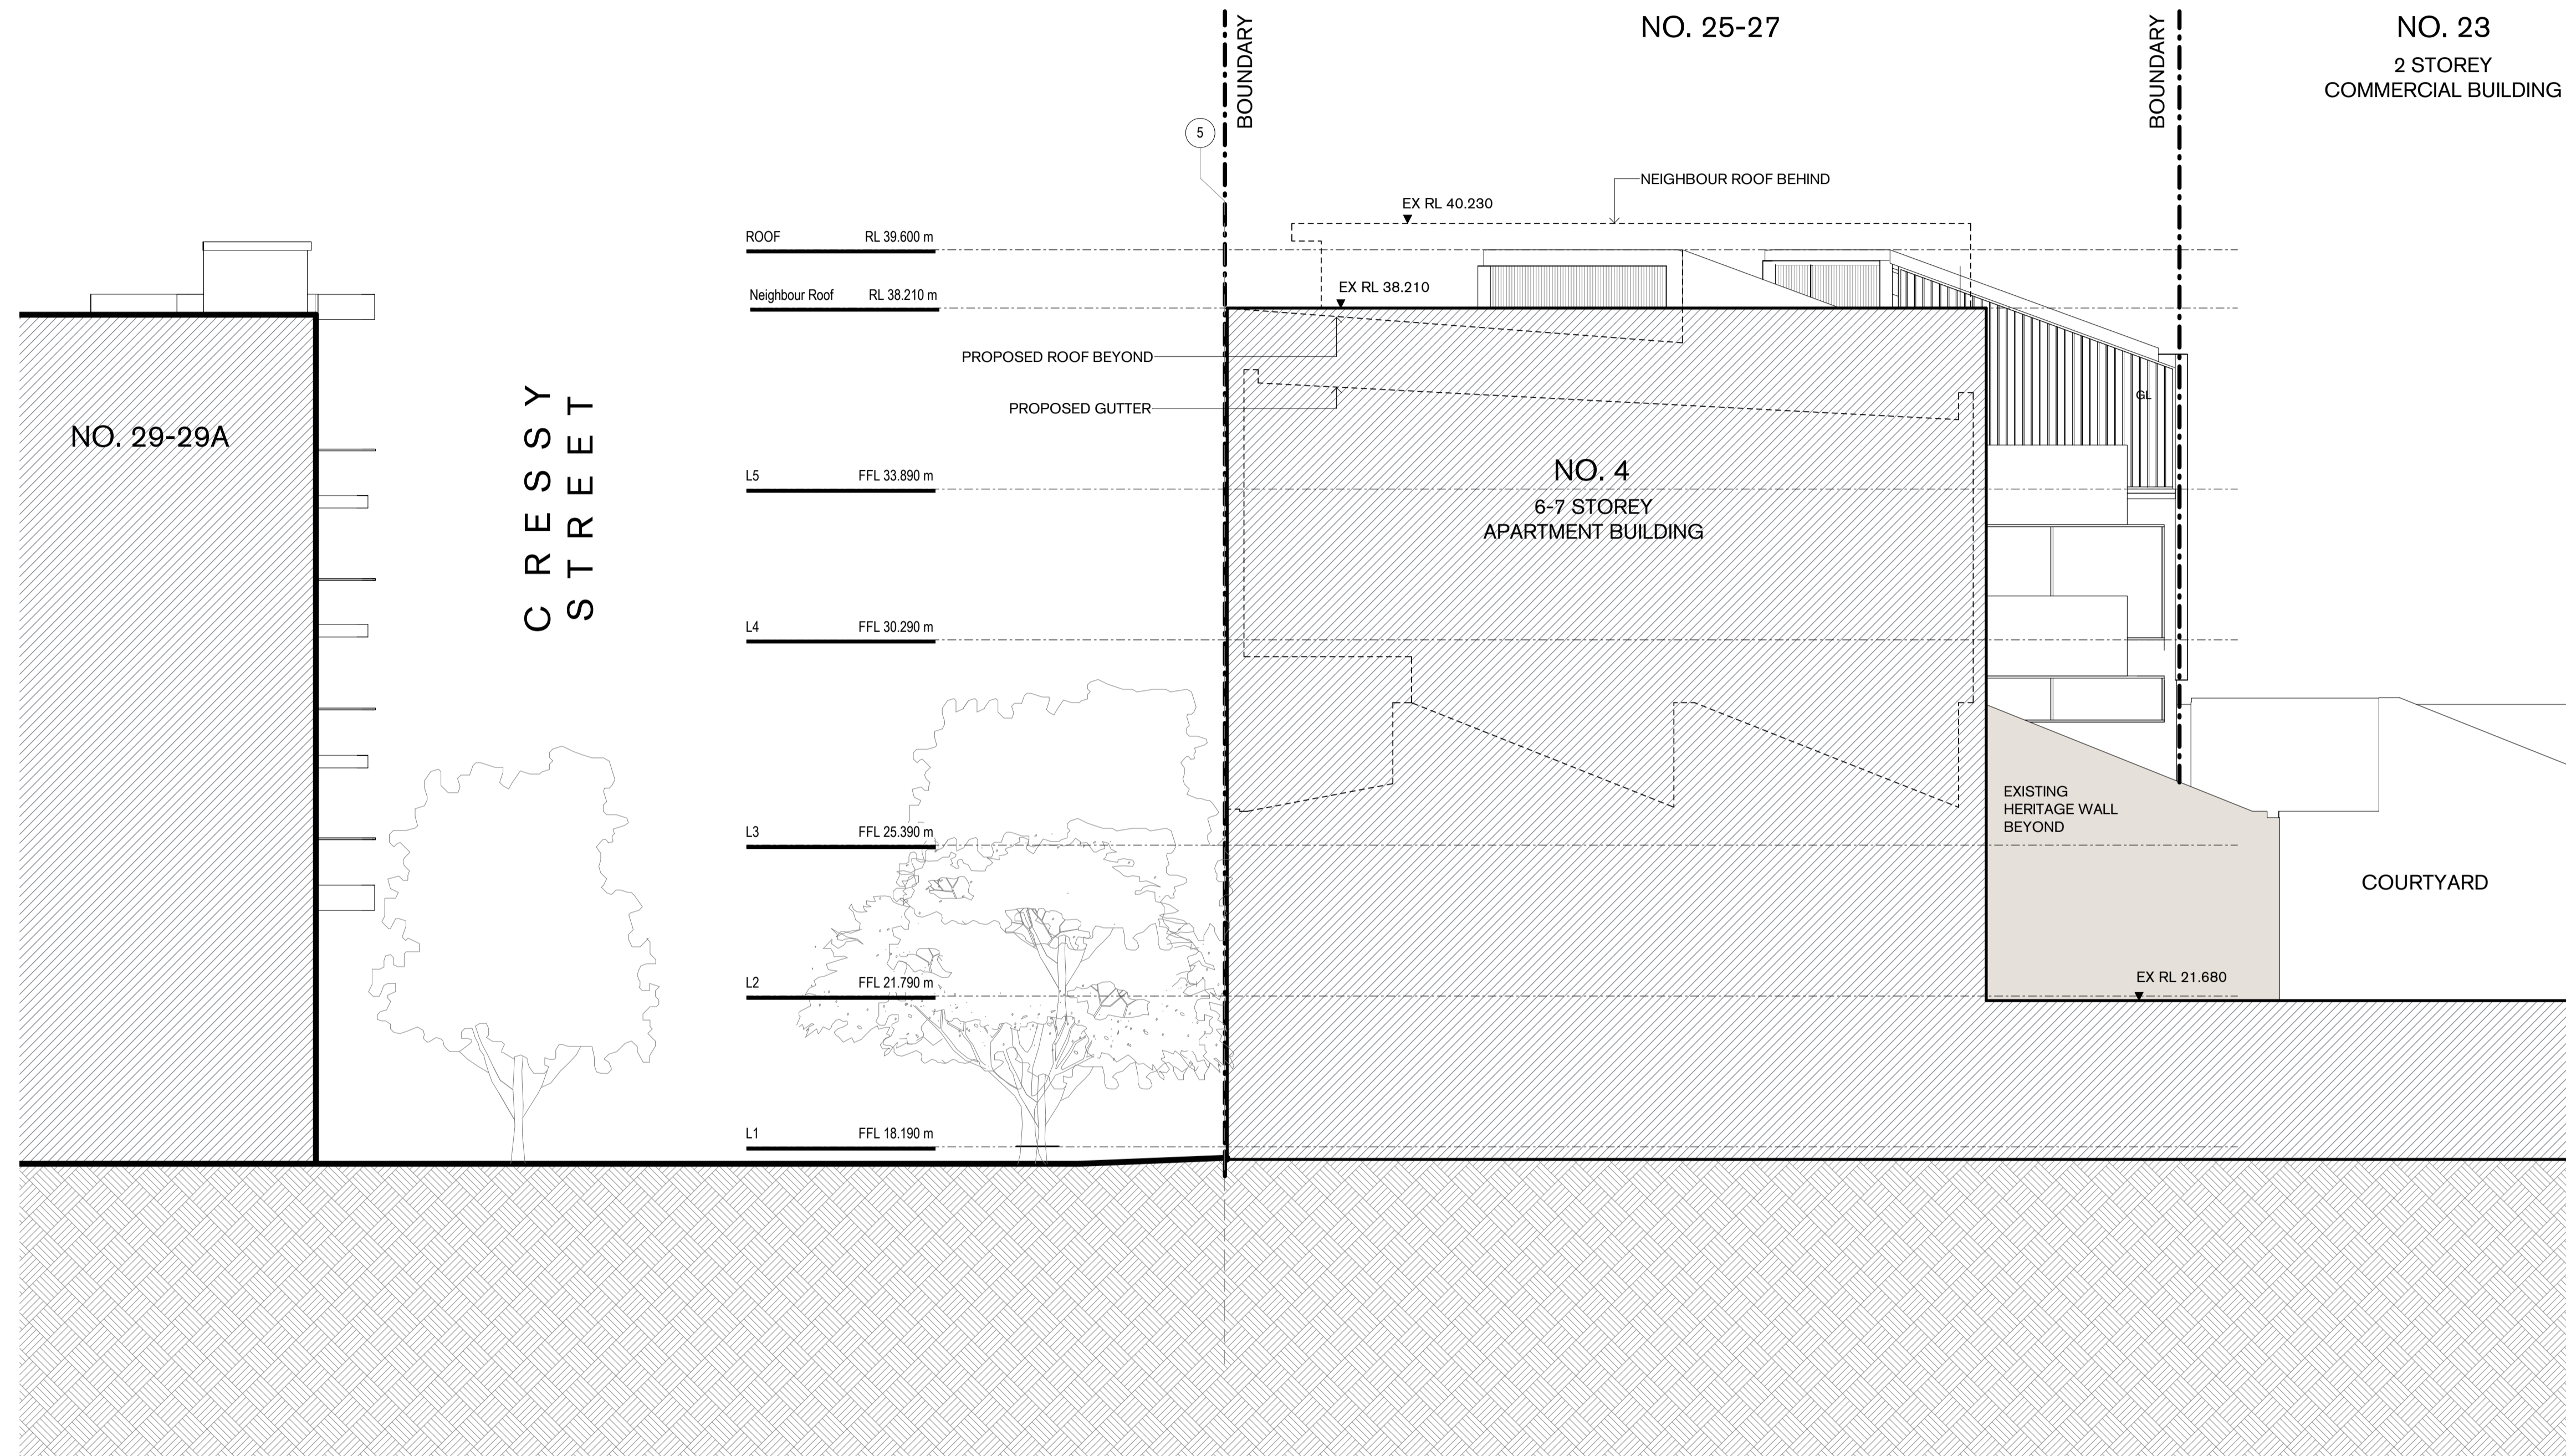 NO. 25-27
NO. 23
2 STOREY
COMMERCIAL BUILDING
BOUNDARY
BOUNDARY
5
NEIGHBOUR ROOF BEHIND
EX RL 40.230
ROOF RL 39.600 m
EX RL 38.210
Neighbour Roof RL 38.210 m
PROPOSED ROOF BEYOND
PROPOSED GUTTER
GL
NO. 29-29A
CRESSY
STREET
L5 FFL 33.890 m
NO. 4
6-7 STOREY
APARTMENT BUILDING
L4 FFL 30.290 m
EXISTING
HERITAGE WALL
BEYOND
L3 FFL 25.390 m
COURTYARD
EX RL 21.680
L2 FFL 21.790 m
L1 FFL 18.190 m